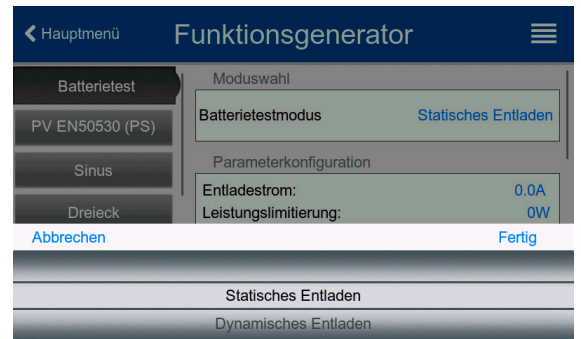 Hauptmenü
Funktionsgenerator
Batterietest
PV EN50530 (PS)
Sinus
Dreieck
Moduswahl
Batterietestmodus Statisches Entladen
Parameterkonfiguration
Entladestrom: 0.0A
Leistungslimitierung: 0W
Abbrechen Fertig
Statisches Entladen
Dynamisches Entladen